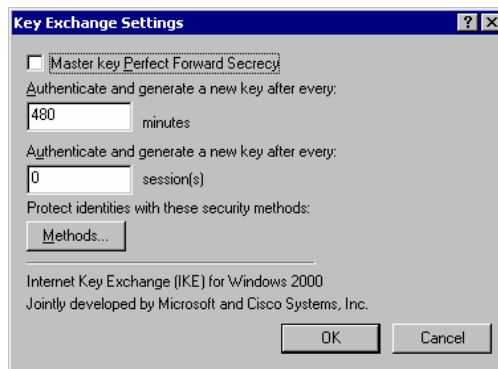 Key Exchange Settings
Master key Perfect Forward Secrecy
Authenticate and generate a new key after every:
480 minutes
Authenticate and generate a new key after every:
0 session(s)
Protect identities with these security methods:
Methods...
Internet Key Exchange (IKE) for Windows 2000
Jointly developed by Microsoft and Cisco Systems, Inc.
OK Cancel